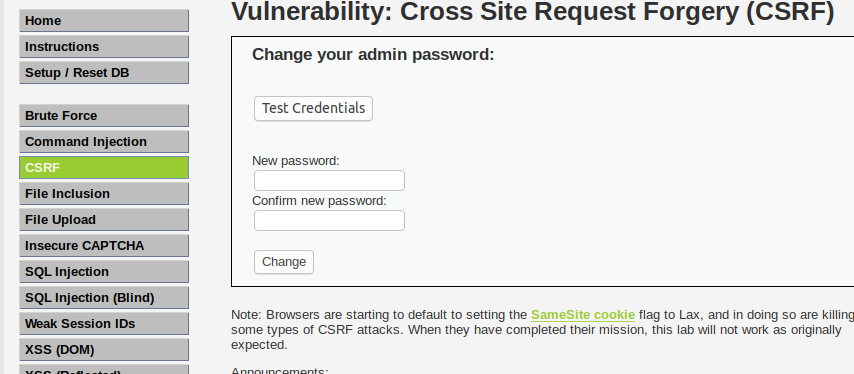 Home
Instructions
Setup / Reset DB
Brute Force
Command Injection
CSRF
File Inclusion
File Upload
Insecure CAPTCHA
SQL Injection
SQL Injection (Blind)
Weak Session IDs
XSS (DOM)
XSS (Reflected)
Vulnerability: Cross Site Request Forgery (CSRF)
Change your admin password:
Test Credentials
New password:
Confirm new password:
Change
Note: Browsers are starting to default to setting the SameSite cookie flag to Lax, and in doing so are killing
some types of CSRF attacks. When they have completed their mission, this lab will not work as originally
expected.
Announcements: